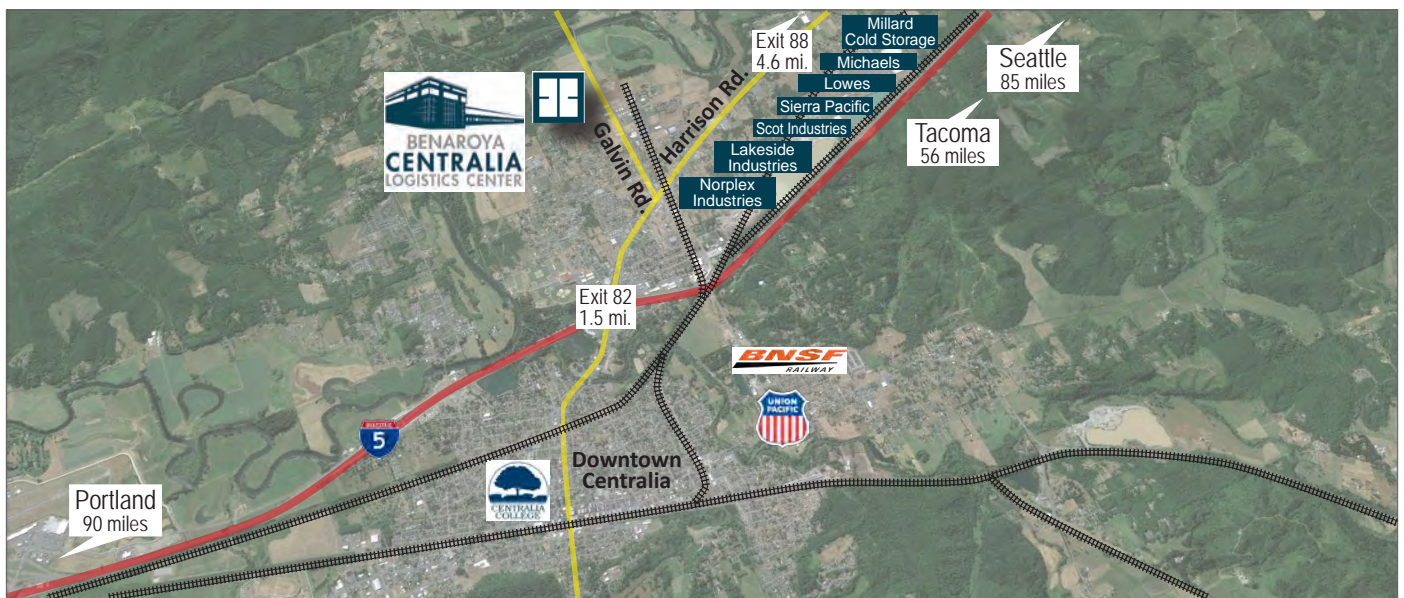 Millard
Cold Storage
Exit 88
4.6 mi.
Michaels
Seattle
85 miles
Lowes
Sierra Pacific
Harrison Rd.
Galvin Rd.
BENAROYA
CENTRALIA
LOGISTICS CENTER
Scot Industries
Tacoma
56 miles
Lakeside
Industries
Norplex
Industries
Exit 82
1.5 mi.
BNSF
RAILWAY
UNION
PACIFIC
INTERSTATE
5
Downtown
Centralia
CENTRALIA
COLLEGE
Portland
90 miles